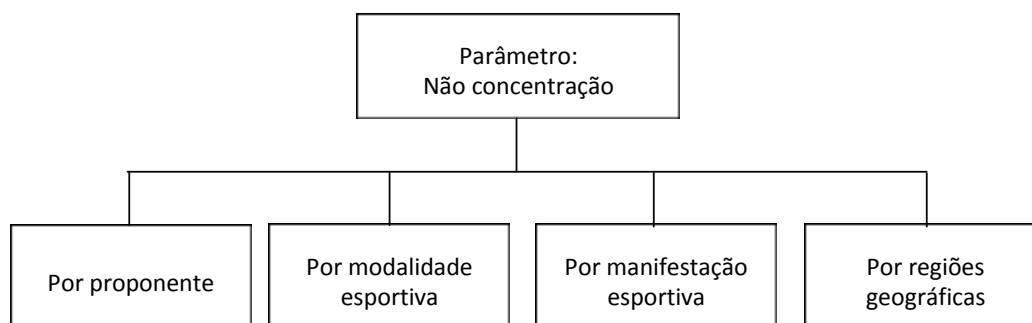 Parâmetro:
Não concentração
Por proponente
Por modalidade
esportiva
Por manifestação
esportiva
Por regiões
geográficas